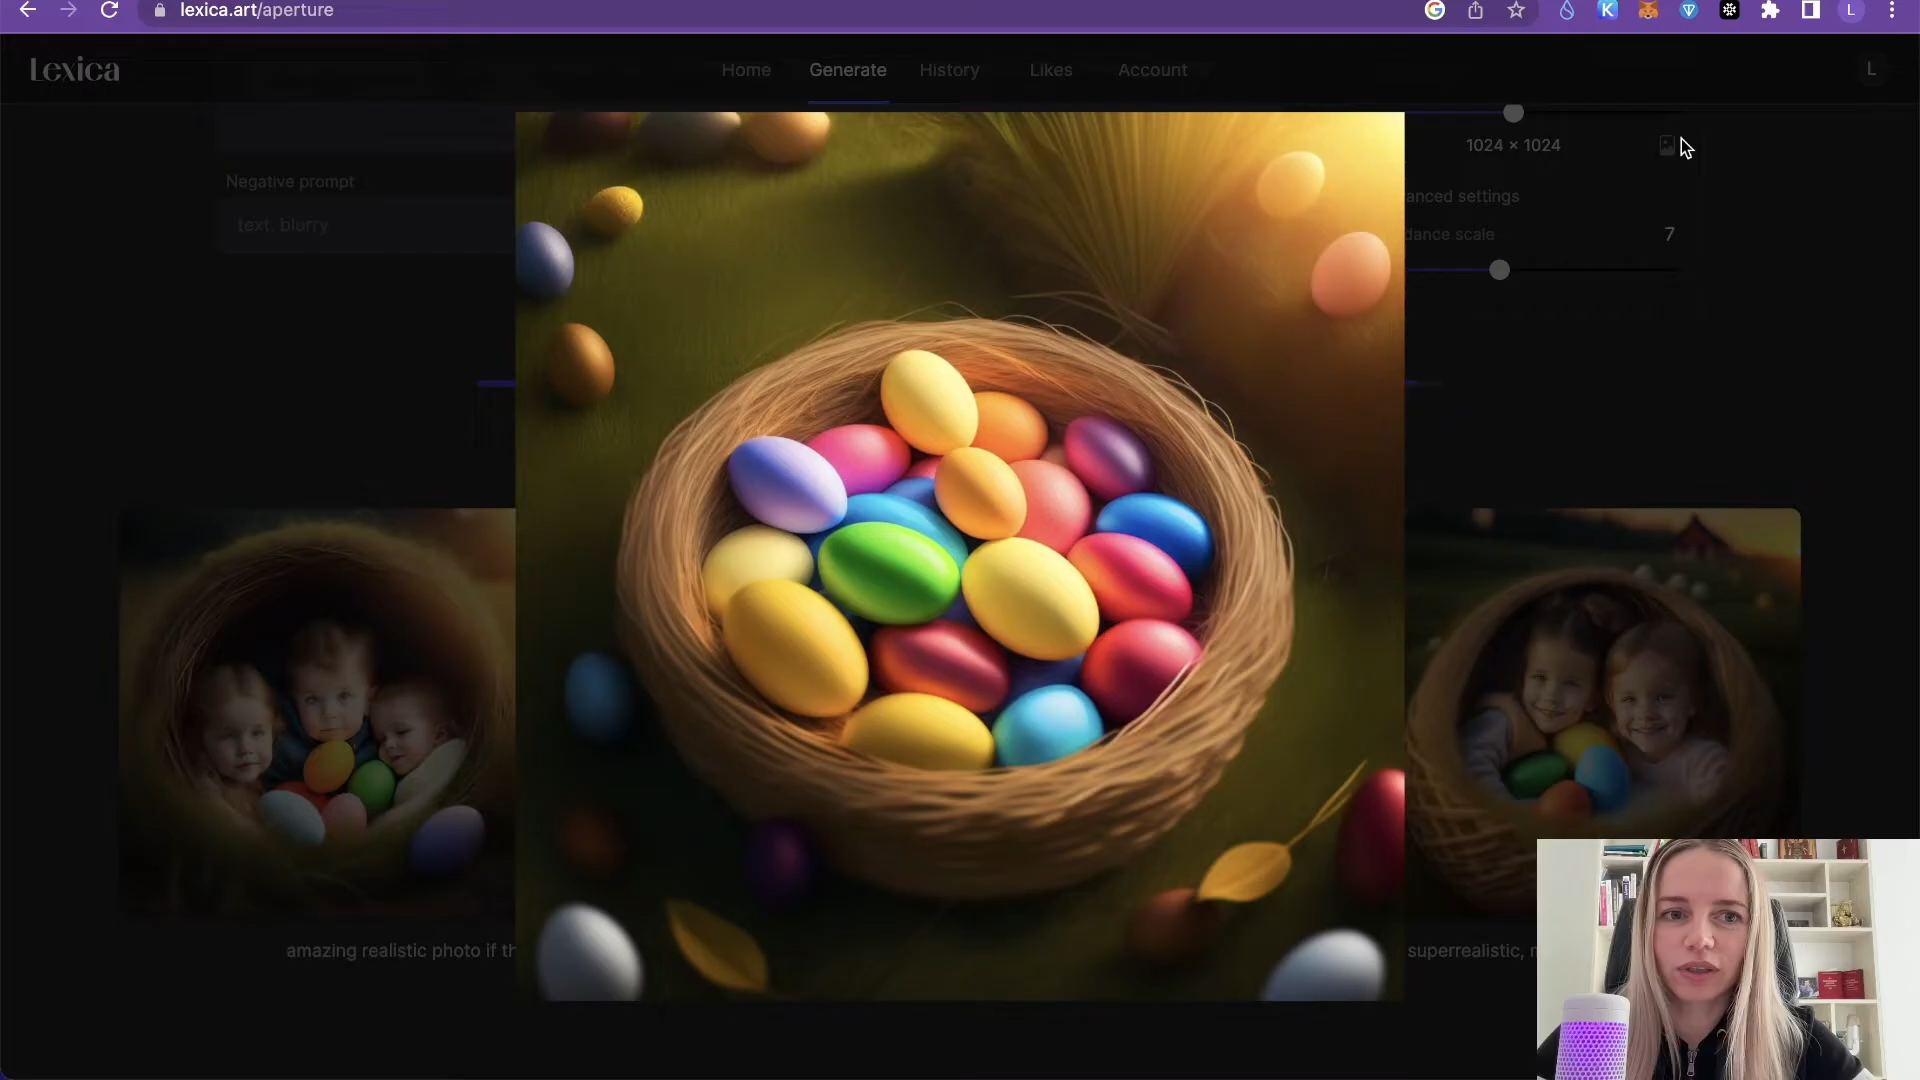 lexica.art/aperture
Lexica
Home
Generate
History
Likes
Account
L
1024 × 1024
Negative prompt
text, blurry
anced settings
dance scale
7
amazing realistic photo if th
superrealistic,